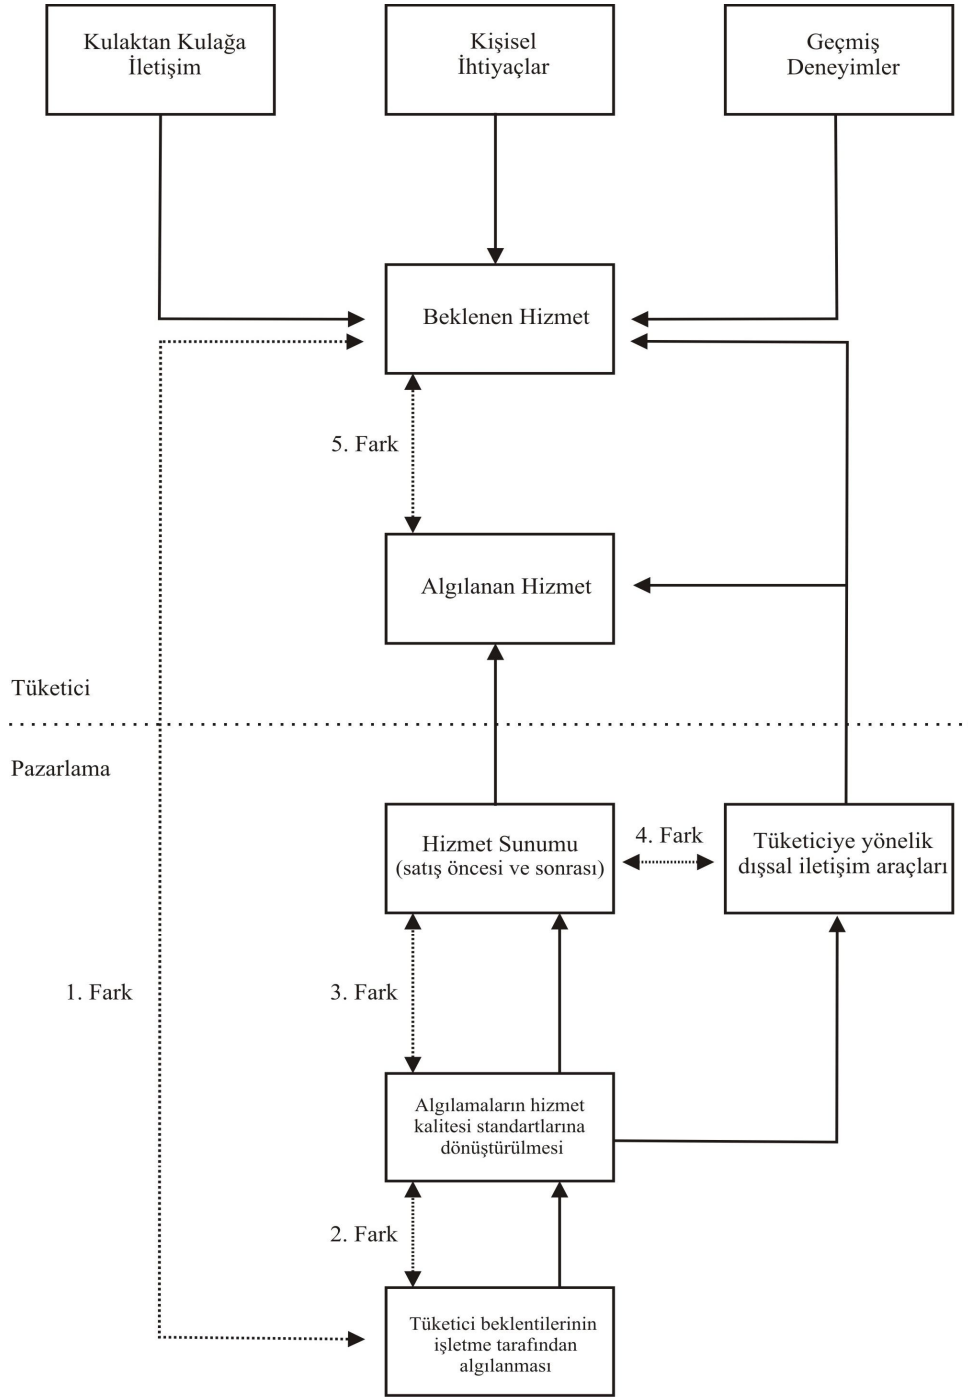 Kulaktan Kulağa
İletişim
Kişisel
İhtiyaçlar
Geçmiş
Deneyimler
Beklenen Hizmet
5. Fark
Algılanan Hizmet
Tüketici
Pazarlama
Hizmet Sunumu
(satış öncesi ve sonrası)
4. Fark
Tüketiciye yönelik
dışsal iletişim araçları
1. Fark
3. Fark
Algılamaların hizmet
kalitesi standartlarına
dönüştürülmesi
2. Fark
Tüketici beklentilerinin
işletme tarafından
algılanması